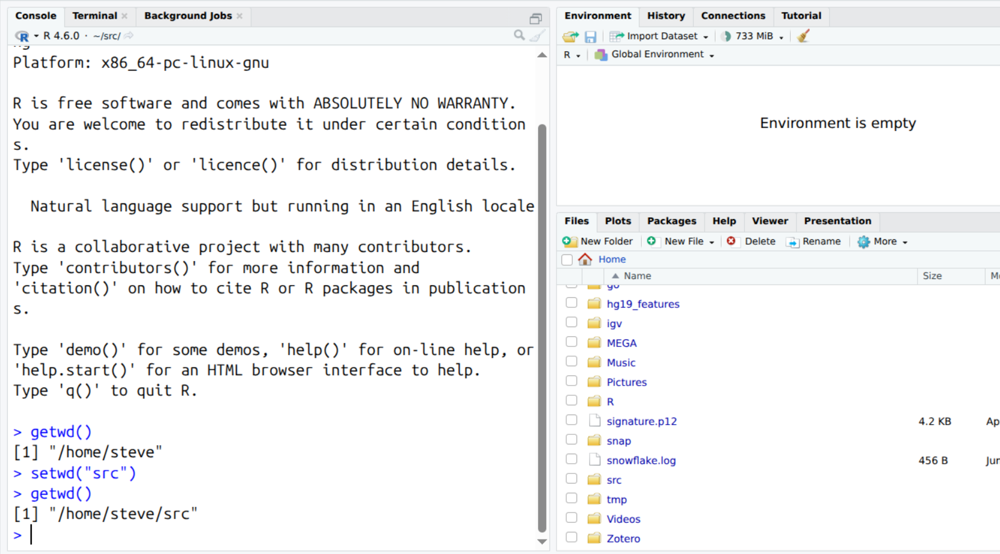 Console Terminal Background Jobs
R 4.6.0 · ~/src/
Platform: x86_64-pc-linux-gnu
R is free software and comes with ABSOLUTELY NO WARRANTY.
You are welcome to redistribute it under certain condition
s.
Type 'license()' or 'licence()' for distribution details.
Natural language support but running in an English locale
R is a collaborative project with many contributors.
Type 'contributors()' for more information and
'citation()' on how to cite R or R packages in publication
s.
Type 'demo()' for some demos, 'help()' for on-line help, or
'help.start()' for an HTML browser interface to help.
Type 'q()' to quit R.
> getwd()
[1] "/home/steve"
> setwd("src")
> getwd()
[1] "/home/steve/src"
>
Environment History Connections Tutorial
Import Dataset 733 MiB
R Global Environment
Environment is empty
Files Plots Packages Help Viewer Presentation
New Folder New File Delete Rename More
Home
Name Size
go
hg19_features
igv
MEGA
Music
Pictures
R
signature.p12 4.2 KB Ap
snap
snowflake.log 456 B Jun
src
tmp
Videos
Zotero